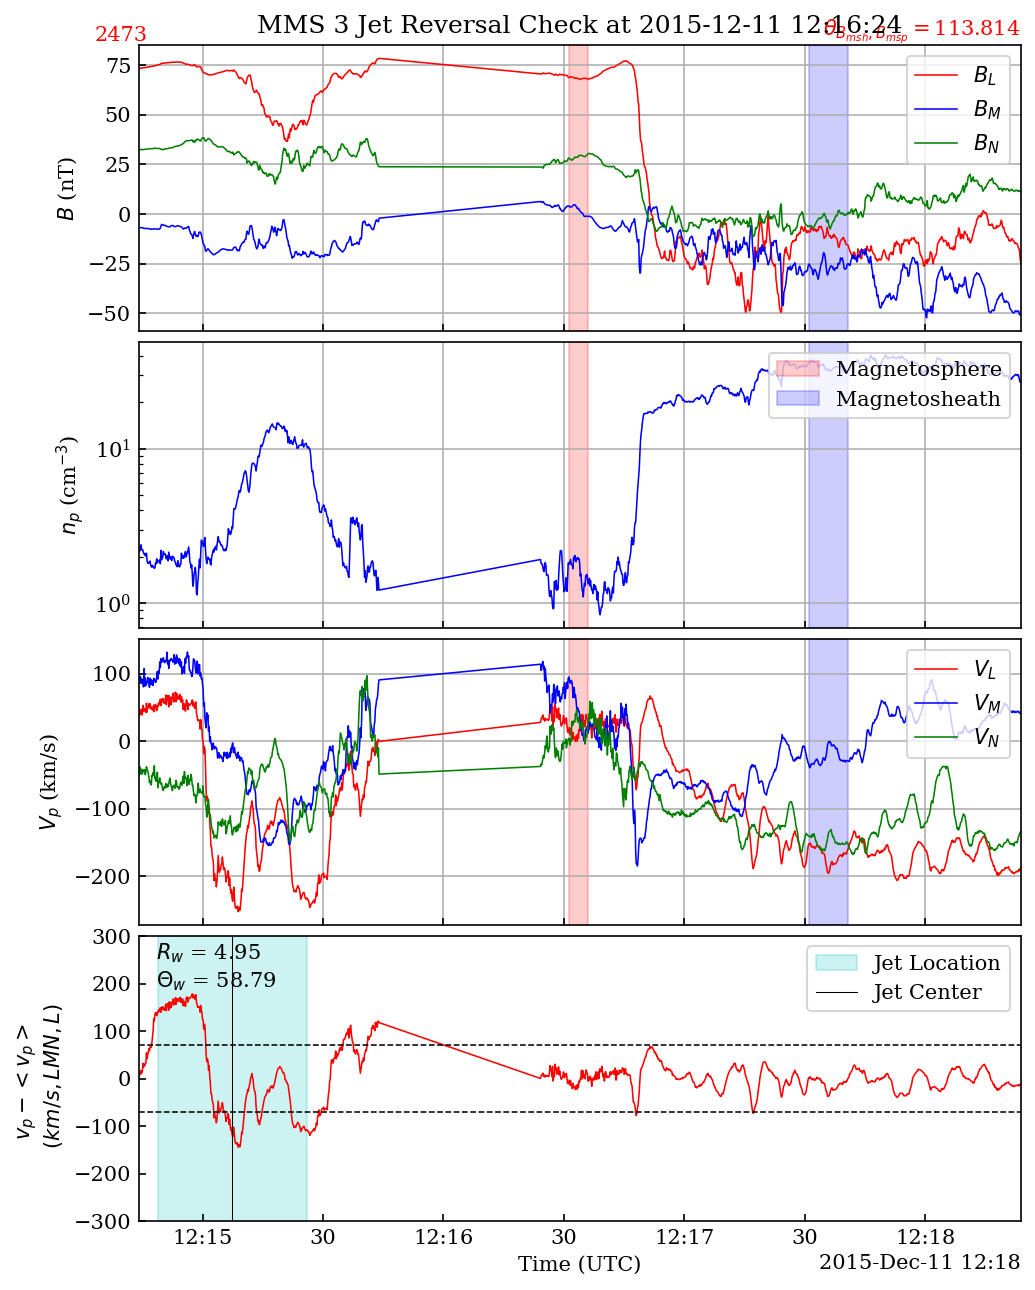 MMS 3 Jet Reversal Check at 2015-12-11 12:16:24
2473
θ_{B_{msh}, B_{msp}} = 113.814
75
50
25
0
−25
−50
B (nT)
B_L
B_M
B_N
10^1
10^0
n_p (cm^{−3})
Magnetosphere
Magnetosheath
100
0
−100
−200
V_p (km/s)
V_L
V_M
V_N
300
200
100
0
−100
−200
−300
v_p − < v_p >
(km/s, LMN, L)
R_w = 4.95
Θ_w = 58.79
Jet Location
Jet Center
12:15 30 12:16 30 12:17 30 12:18
Time (UTC)
2015-Dec-11 12:18